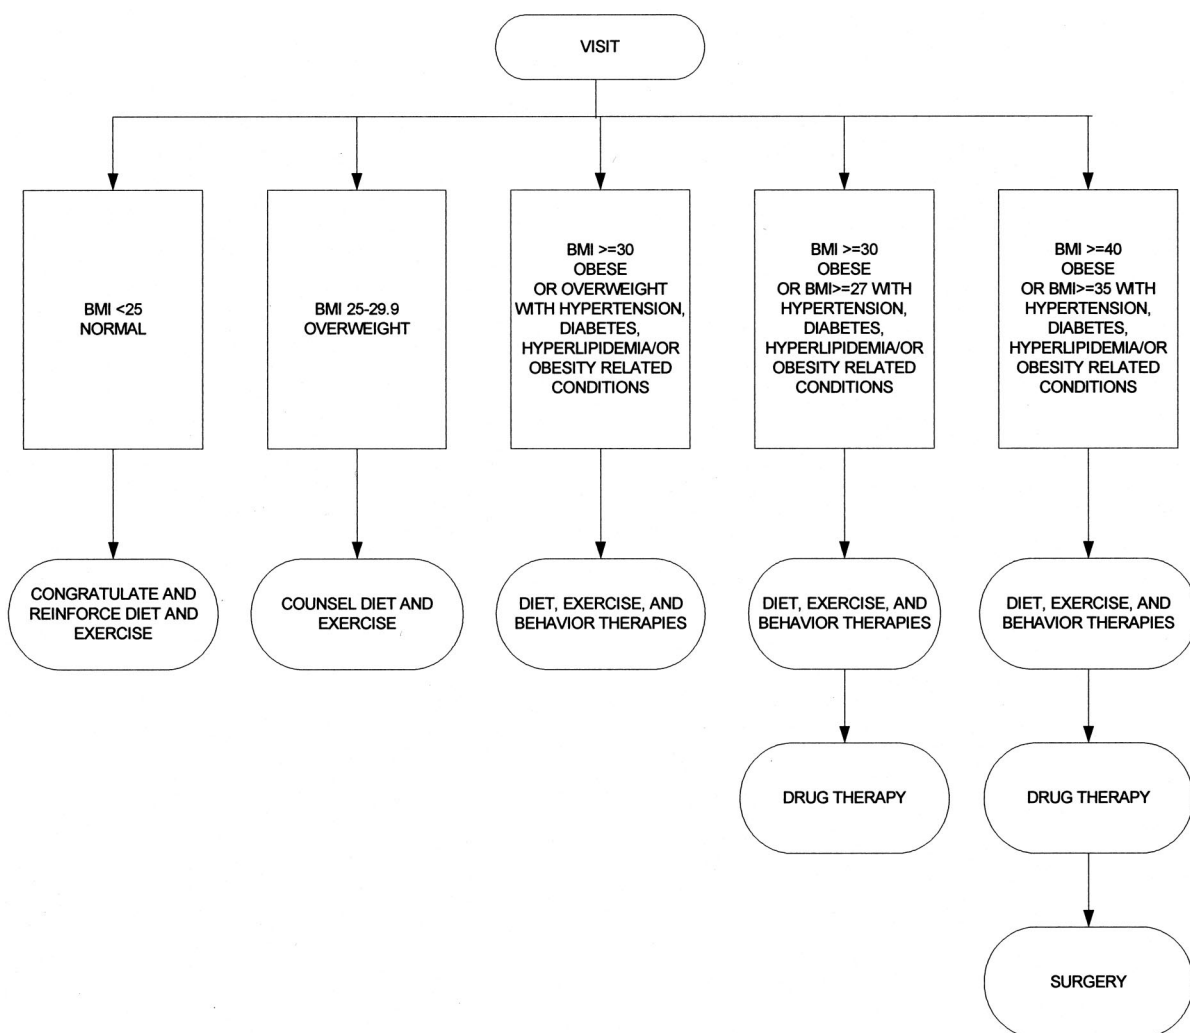 VISIT
BMI <25
NORMAL
BMI 25-29.9
OVERWEIGHT
BMI >=30
OBESE
OR OVERWEIGHT
WITH HYPERTENSION,
DIABETES,
HYPERLIPIDEMIA/OR
OBESITY RELATED
CONDITIONS
BMI >=30
OBESE
OR BMI>=27 WITH
HYPERTENSION,
DIABETES,
HYPERLIPIDEMIA/OR
OBESITY RELATED
CONDITIONS
BMI >=40
OBESE
OR BMI>=35 WITH
HYPERTENSION,
DIABETES,
HYPERLIPIDEMIA/OR
OBESITY RELATED
CONDITIONS
CONGRATULATE AND
REINFORCE DIET AND
EXERCISE
COUNSEL DIET AND
EXERCISE
DIET, EXERCISE, AND
BEHAVIOR THERAPIES
DIET, EXERCISE, AND
BEHAVIOR THERAPIES
DIET, EXERCISE, AND
BEHAVIOR THERAPIES
DRUG THERAPY
DRUG THERAPY
SURGERY